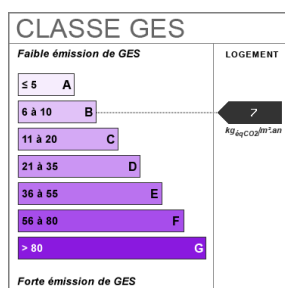 CLASSE GES
Faible émission de GES
LOGEMENT
≤ 5 A
6 à 10 B
7
11 à 20 C
kgéqCO2/m².an
21 à 35 D
36 à 55 E
56 à 80 F
> 80 G
Forte émission de GES